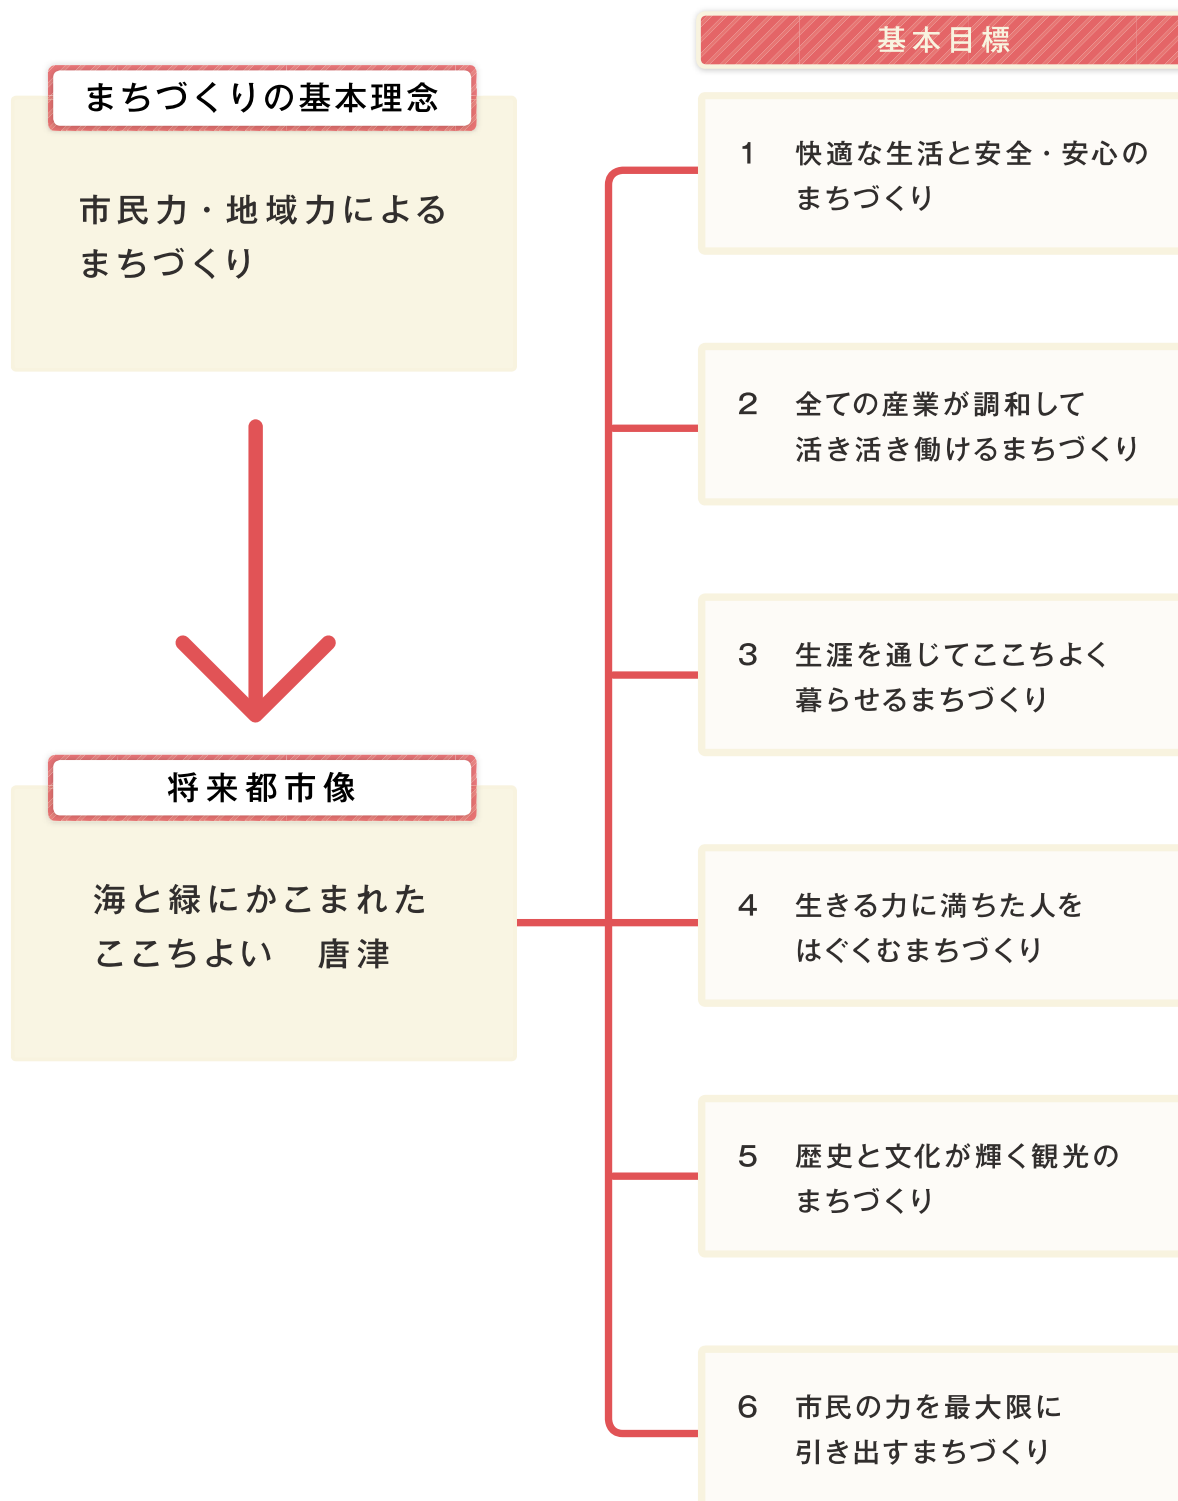 まちづくりの基本理念
市民力・地域力による
まちづくり
将来都市像
海と緑にかこまれた
ここちよい　唐津
基本目標
1　快適な生活と安全・安心の
まちづくり
2　全ての産業が調和して
活き活き働けるまちづくり
3　生涯を通じてここちよく
暮らせるまちづくり
4　生きる力に満ちた人を
はぐくむまちづくり
5　歴史と文化が輝く観光の
まちづくり
6　市民の力を最大限に
引き出すまちづくり